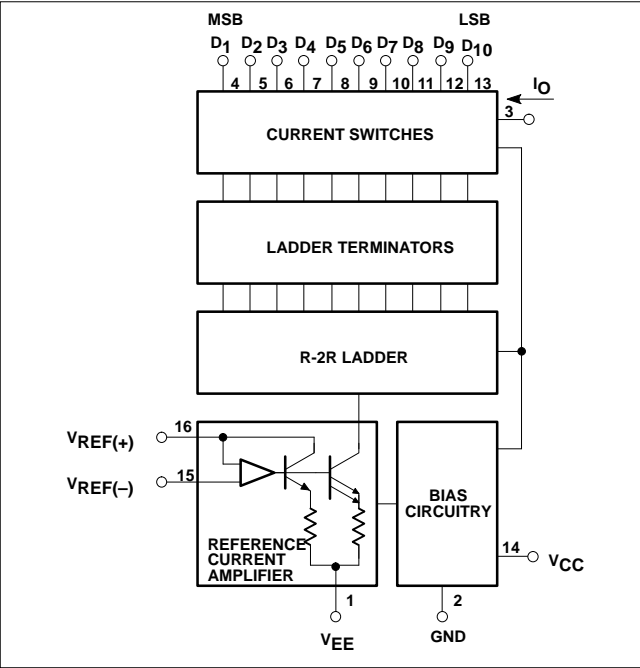 MSB LSB
D1 D2 D3 D4 D5 D6 D7 D8 D9 D10
4 5 6 7 8 9 10 11 12 13
IO
3
CURRENT SWITCHES
LADDER TERMINATORS
R-2R LADDER
VREF(+) 16
VREF(–) 15
REFERENCE
CURRENT
AMPLIFIER
BIAS
CIRCUITRY
14 VCC
1 2
VEE GND